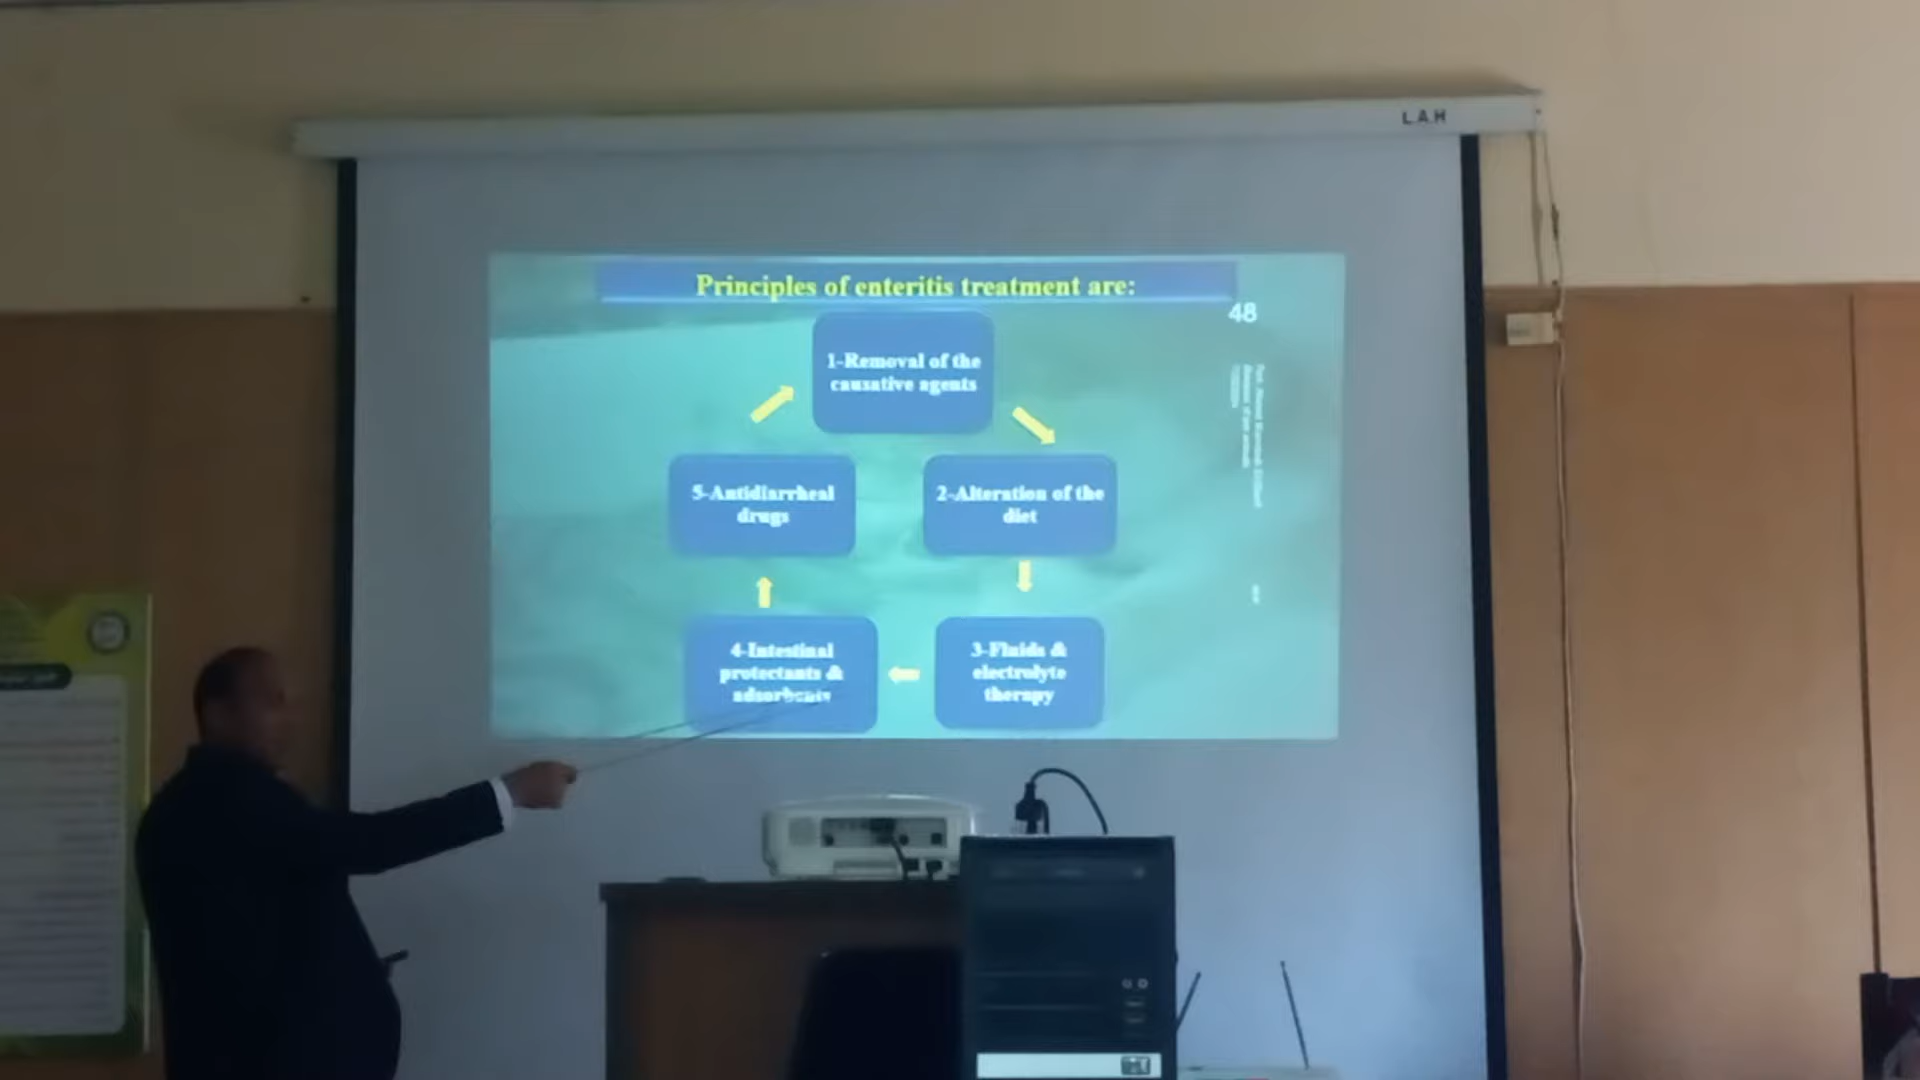 L.A.H
Principles of enteritis treatment are:
48
1-Removal of the
causative agents
5-Antidiarrheal
drugs
2-Alteration of the
diet
4-Intestinal
protectants &
adsorbents
3-Fluids &
electrolyte
therapy